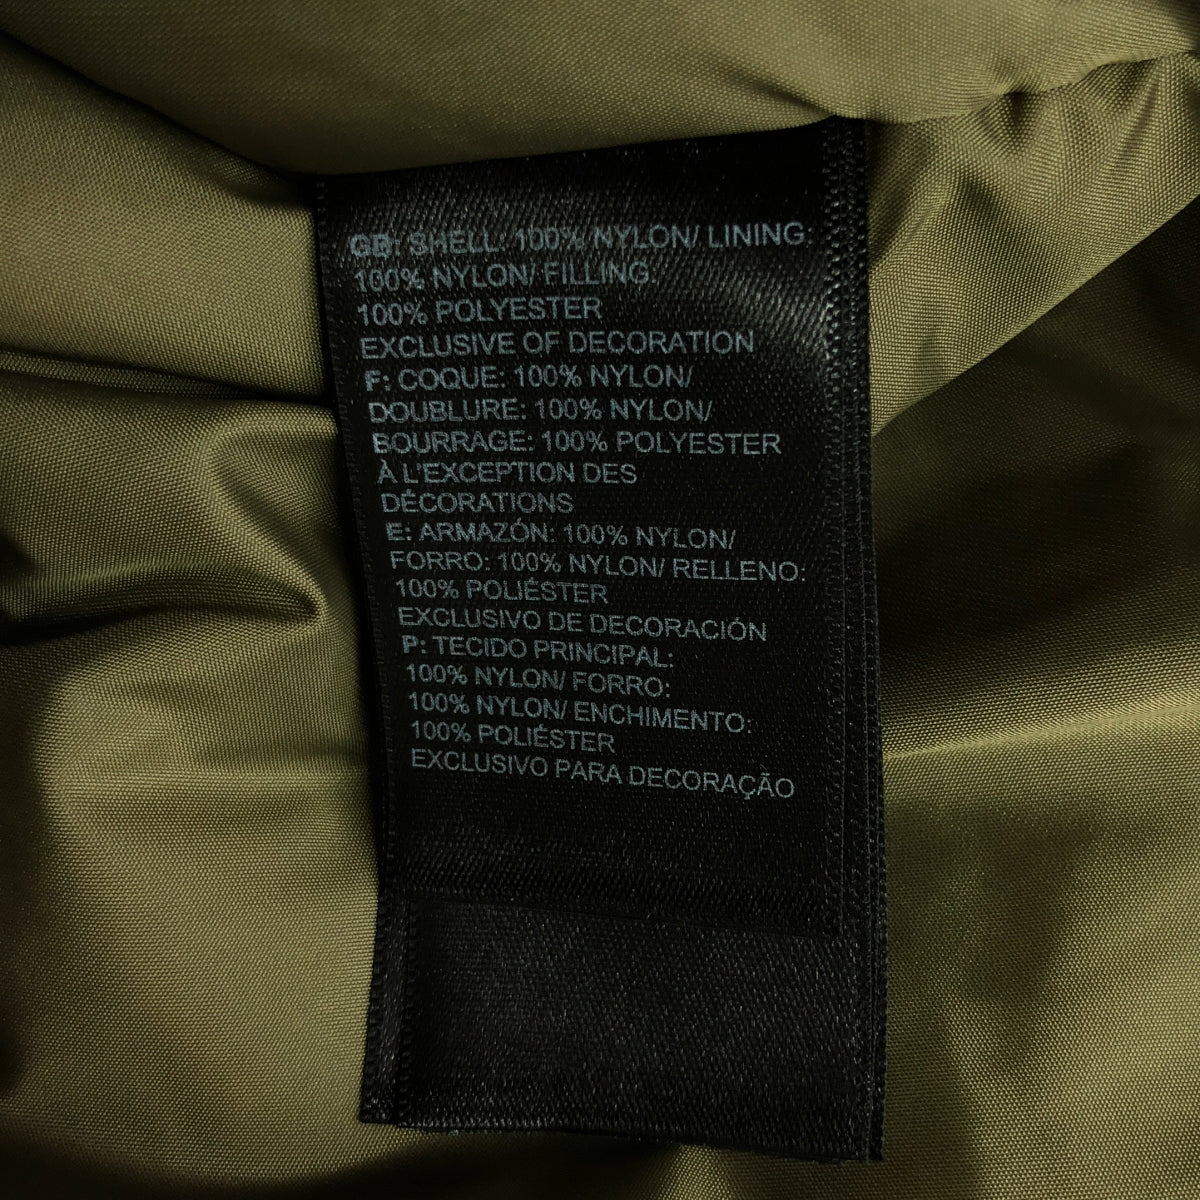 GB: SHELL: 100% NYLON/ LINING
100% NYLON/ FILLING
100% POLYESTER
EXCLUSIVE OF DECORATION
F: COQUE: 100% NYLON/
DOUBLURE: 100% NYLON/
BOURRAGE: 100% POLYESTER
À L'EXCEPTION DES
DÉCORATIONS
E: ARMAZÓN: 100% NYLON/
FORRO: 100% NYLON/ RELLENO:
100% POLIÉSTER
EXCLUSIVO DE DECORACIÓN
P: TECIDO PRINCIPAL:
100% NYLON/ FORRO:
100% NYLON/ ENCHIMENTO:
100% POLIÉSTER
EXCLUSIVO PARA DECORAÇÃO